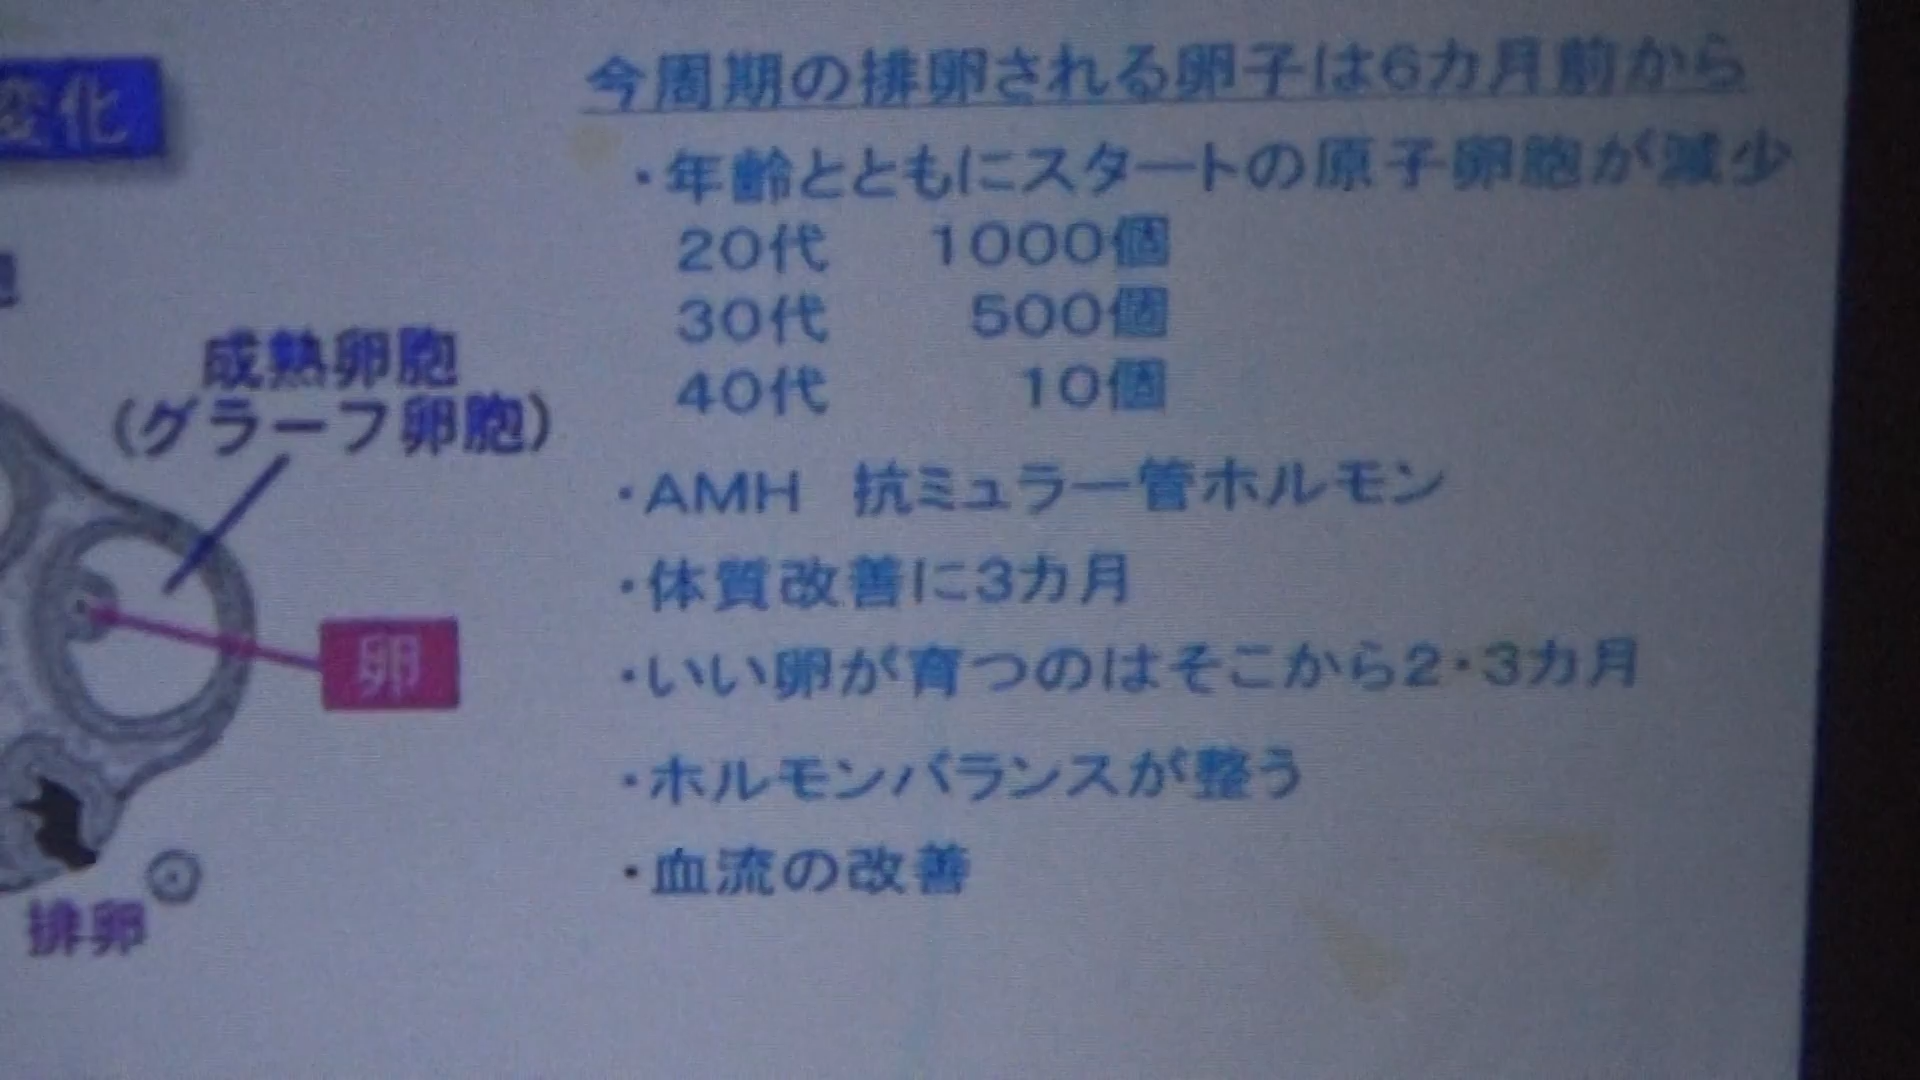 変化
成熟卵胞
(グラーフ卵胞)
卵
排卵
今周期の排卵される卵子は6カ月前から
・年齢とともにスタートの原子卵胞が減少
20代 1000個
30代 500個
40代 10個
・AMH 抗ミュラー管ホルモン
・体質改善に3カ月
・いい卵が育つのはそこから2・3カ月
・ホルモンバランスが整う
・血流の改善